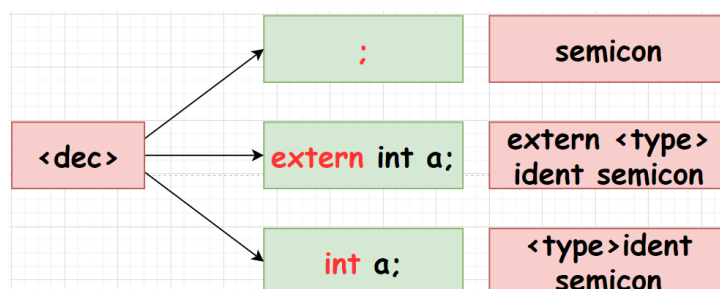 ;
semicon
<dec>
extern int a;
extern <type>
ident semicon
int a;
<type>ident
semicon